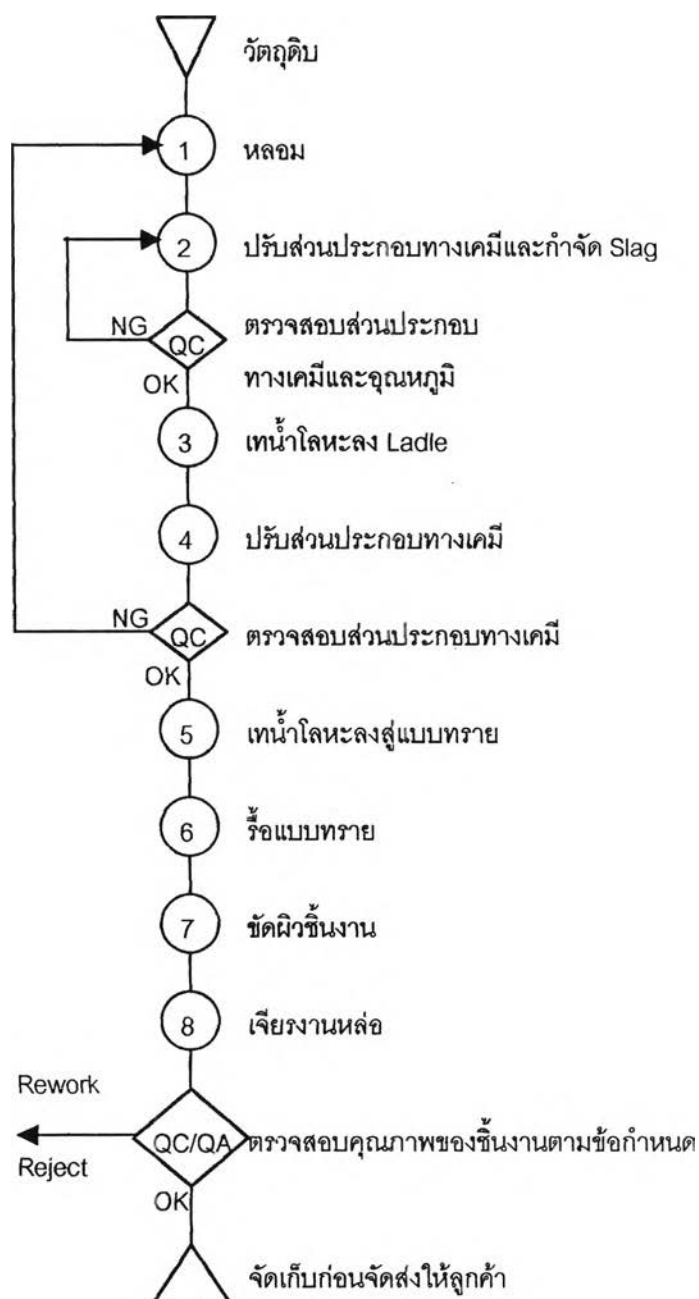 วัตถุดิบ
1 หลอม
2 ปรับส่วนประกอบทางเคมีและกำจัด Slag
NG QC ตรวจสอบส่วนประกอบ
OK ทางเคมีและอุณหภูมิ
3 เทน้ำโลหะลง Ladle
4 ปรับส่วนประกอบทางเคมี
NG QC ตรวจสอบส่วนประกอบทางเคมี
OK
5 เทน้ำโลหะลงสู่แบบทราย
6 รื้อแบบทราย
7 ขัดผิวชิ้นงาน
8 เจียรงานหล่อ
Rework
QC/QA ตรวจสอบคุณภาพของชิ้นงานตามข้อกำหนด
Reject
OK
จัดเก็บก่อนจัดส่งให้ลูกค้า